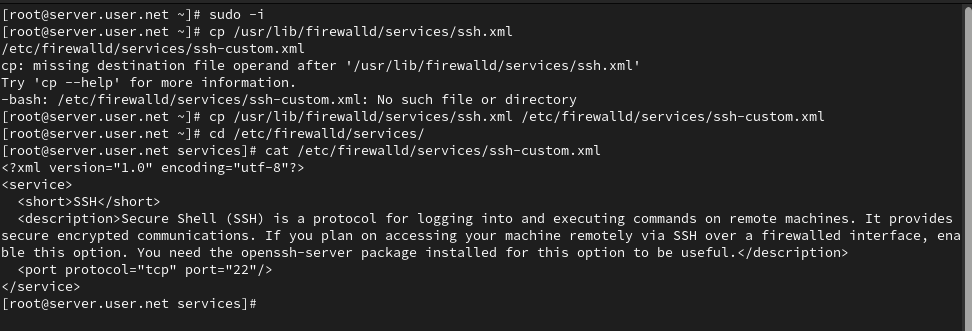 [root@server.user.net ~]# sudo -i
[root@server.user.net ~]# cp /usr/lib/firewalld/services/ssh.xml
/etc/firewalld/services/ssh-custom.xml
cp: missing destination file operand after '/usr/lib/firewalld/services/ssh.xml'
Try 'cp --help' for more information.
-bash: /etc/firewalld/services/ssh-custom.xml: No such file or directory
[root@server.user.net ~]# cp /usr/lib/firewalld/services/ssh.xml /etc/firewalld/services/ssh-custom.xml
[root@server.user.net ~]# cd /etc/firewalld/services/
[root@server.user.net services]# cat /etc/firewalld/services/ssh-custom.xml
<?xml version="1.0" encoding="utf-8"?>
<service>
  <short>SSH</short>
  <description>Secure Shell (SSH) is a protocol for logging into and executing commands on remote machines. It provides
secure encrypted communications. If you plan on accessing your machine remotely via SSH over a firewalled interface, ena
ble this option. You need the openssh-server package installed for this option to be useful.</description>
  <port protocol="tcp" port="22"/>
</service>
[root@server.user.net services]#